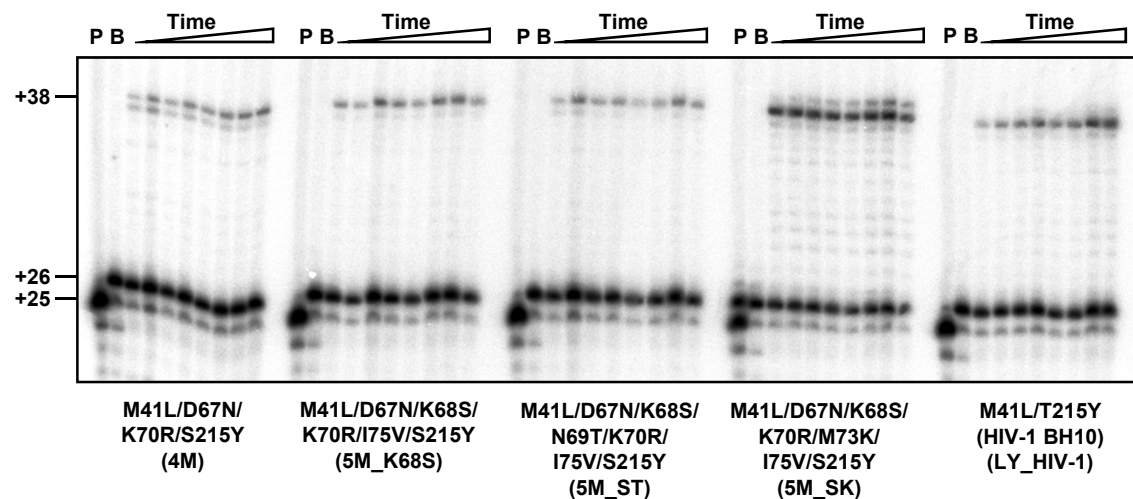 Time Time Time Time Time
P B P B P B P B P B
+38
+26
+25
M41L/D67N/ M41L/D67N/K68S/ M41L/D67N/K68S/ M41L/D67N/K68S/ M41L/T215Y
K70R/S215Y K70R/I75V/S215Y N69T/K70R/ K70R/M73K/ (HIV-1 BH10)
(4M) (5M_K68S) I75V/S215Y I75V/S215Y (LY_HIV-1)
(5M_ST) (5M_SK)